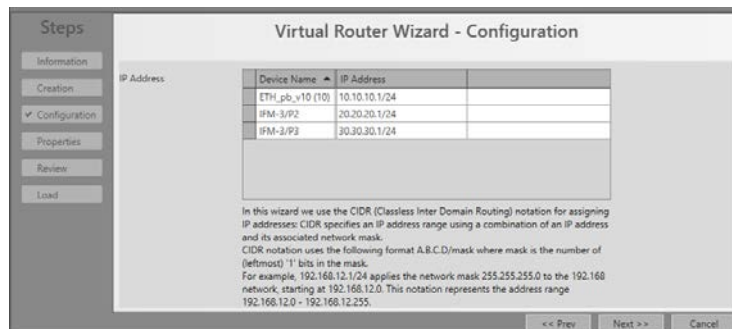 Steps
Virtual Router Wizard - Configuration
Information
Creation
✔ Configuration
Properties
Review
Load
IP Address
Device Name ▲ IP Address
ETH_pb_v10 (10) 10.10.10.1/24
IFM-3/P2 20.20.20.1/24
IFM-3/P3 30.30.30.1/24
In this wizard we use the CIDR (Classless Inter Domain Routing) notation for assigning
IP addresses: CIDR specifies an IP address range using a combination of an IP address
and its associated network mask.
CIDR notation uses the following format A.B.C.D/mask where mask is the number of
(leftmost) '1' bits in the mask.
For example, 192.168.12.1/24 applies the network mask 255.255.255.0 to the 192.168
network, starting at 192.168.12.0. This notation represents the address range
192.168.12.0 - 192.168.12.255.
<< Prev Next >> Cancel